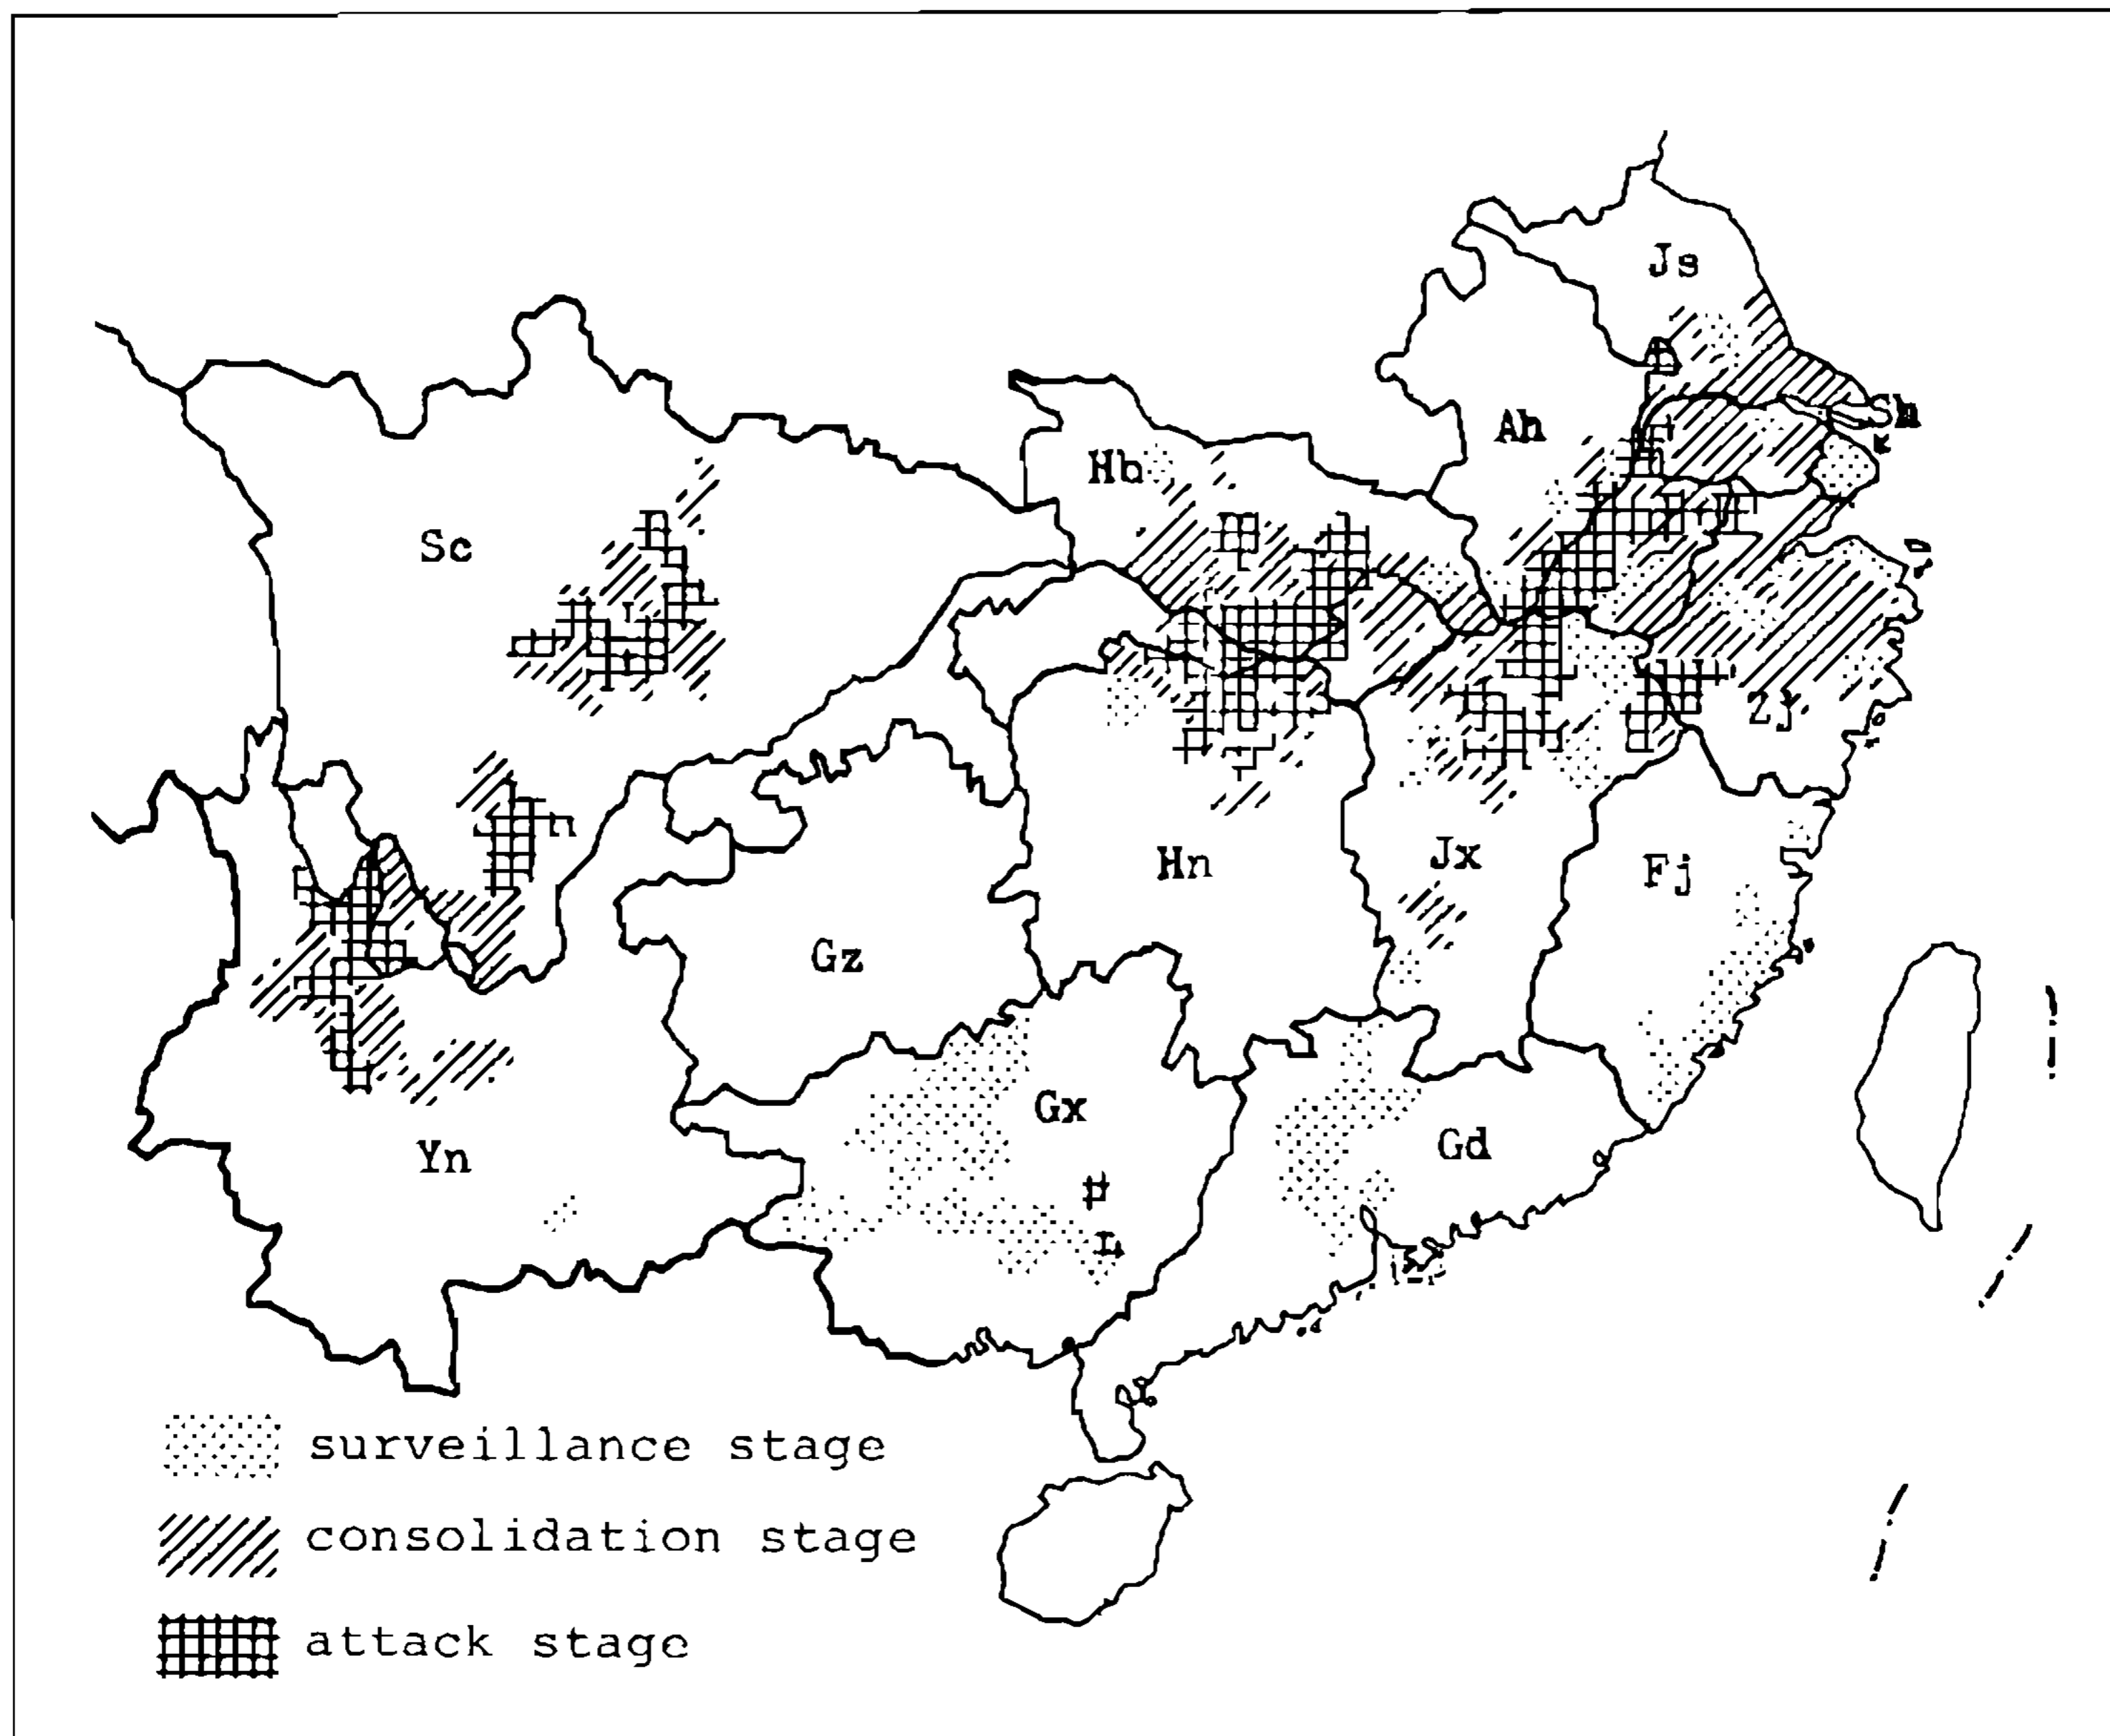 Js
Ah
Sh
Hb
Sc
Zj
Hn
Jx
Fj
Gz
Gx
Gd
Yn
surveillance stage
consolidation stage
attack stage